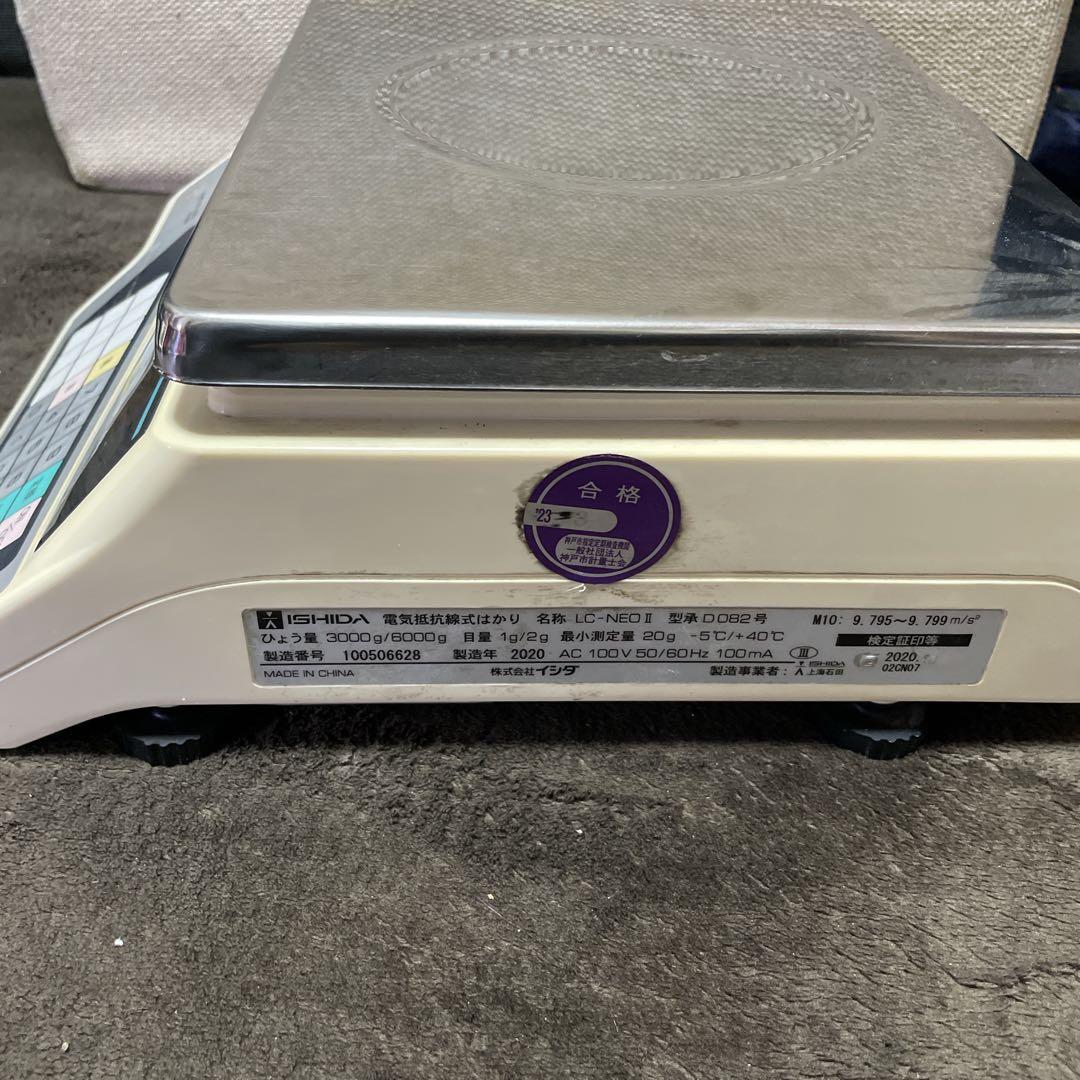 合格
'23
神戸市指定定期検査機関
一般社団法人
神戸市計量士会
ISHIDA 電気抵抗線式はかり 名称 LC-NEOⅡ 型承 D082号 M10: 9.795~9.799m/s²
ひょう量 3000g/6000g 目量 1g/2g 最小測定量 20g -5℃/+40℃ 検定証印等
製造番号 100506628 製造年 2020 AC 100V 50/60Hz 100mA Ⅲ ISHIDA 2020.
MADE IN CHINA 株式会社イシダ 製造事業者: 上海石田 02CN07